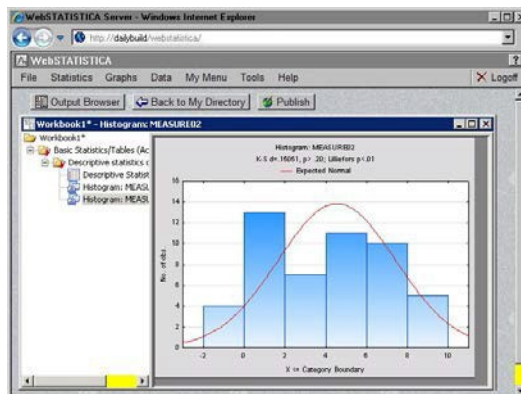 WebSTATISTICA Server - Windows Internet Explorer
http://dailybuild/webstatistica/
WebSTATISTICA
File Statistics Graphs Data My Menu Tools Help Logoff
Output Browser Back to My Directory Publish
Workbook1* - Histogram: MEASURE02
Workbook1*
Basic Statistics/Tables (Ac
Descriptive statistics c
Descriptive Statist
Histogram: MEASU
Histogram: MEASU
Histogram: MEASURE02
K-S d=.16061, p> .20; Lilliefors p<.01
Expected Normal
16
14
12
10
8
6
4
2
0
No. of obs.
-2 0 2 4 6 8 10
X <= Category Boundary